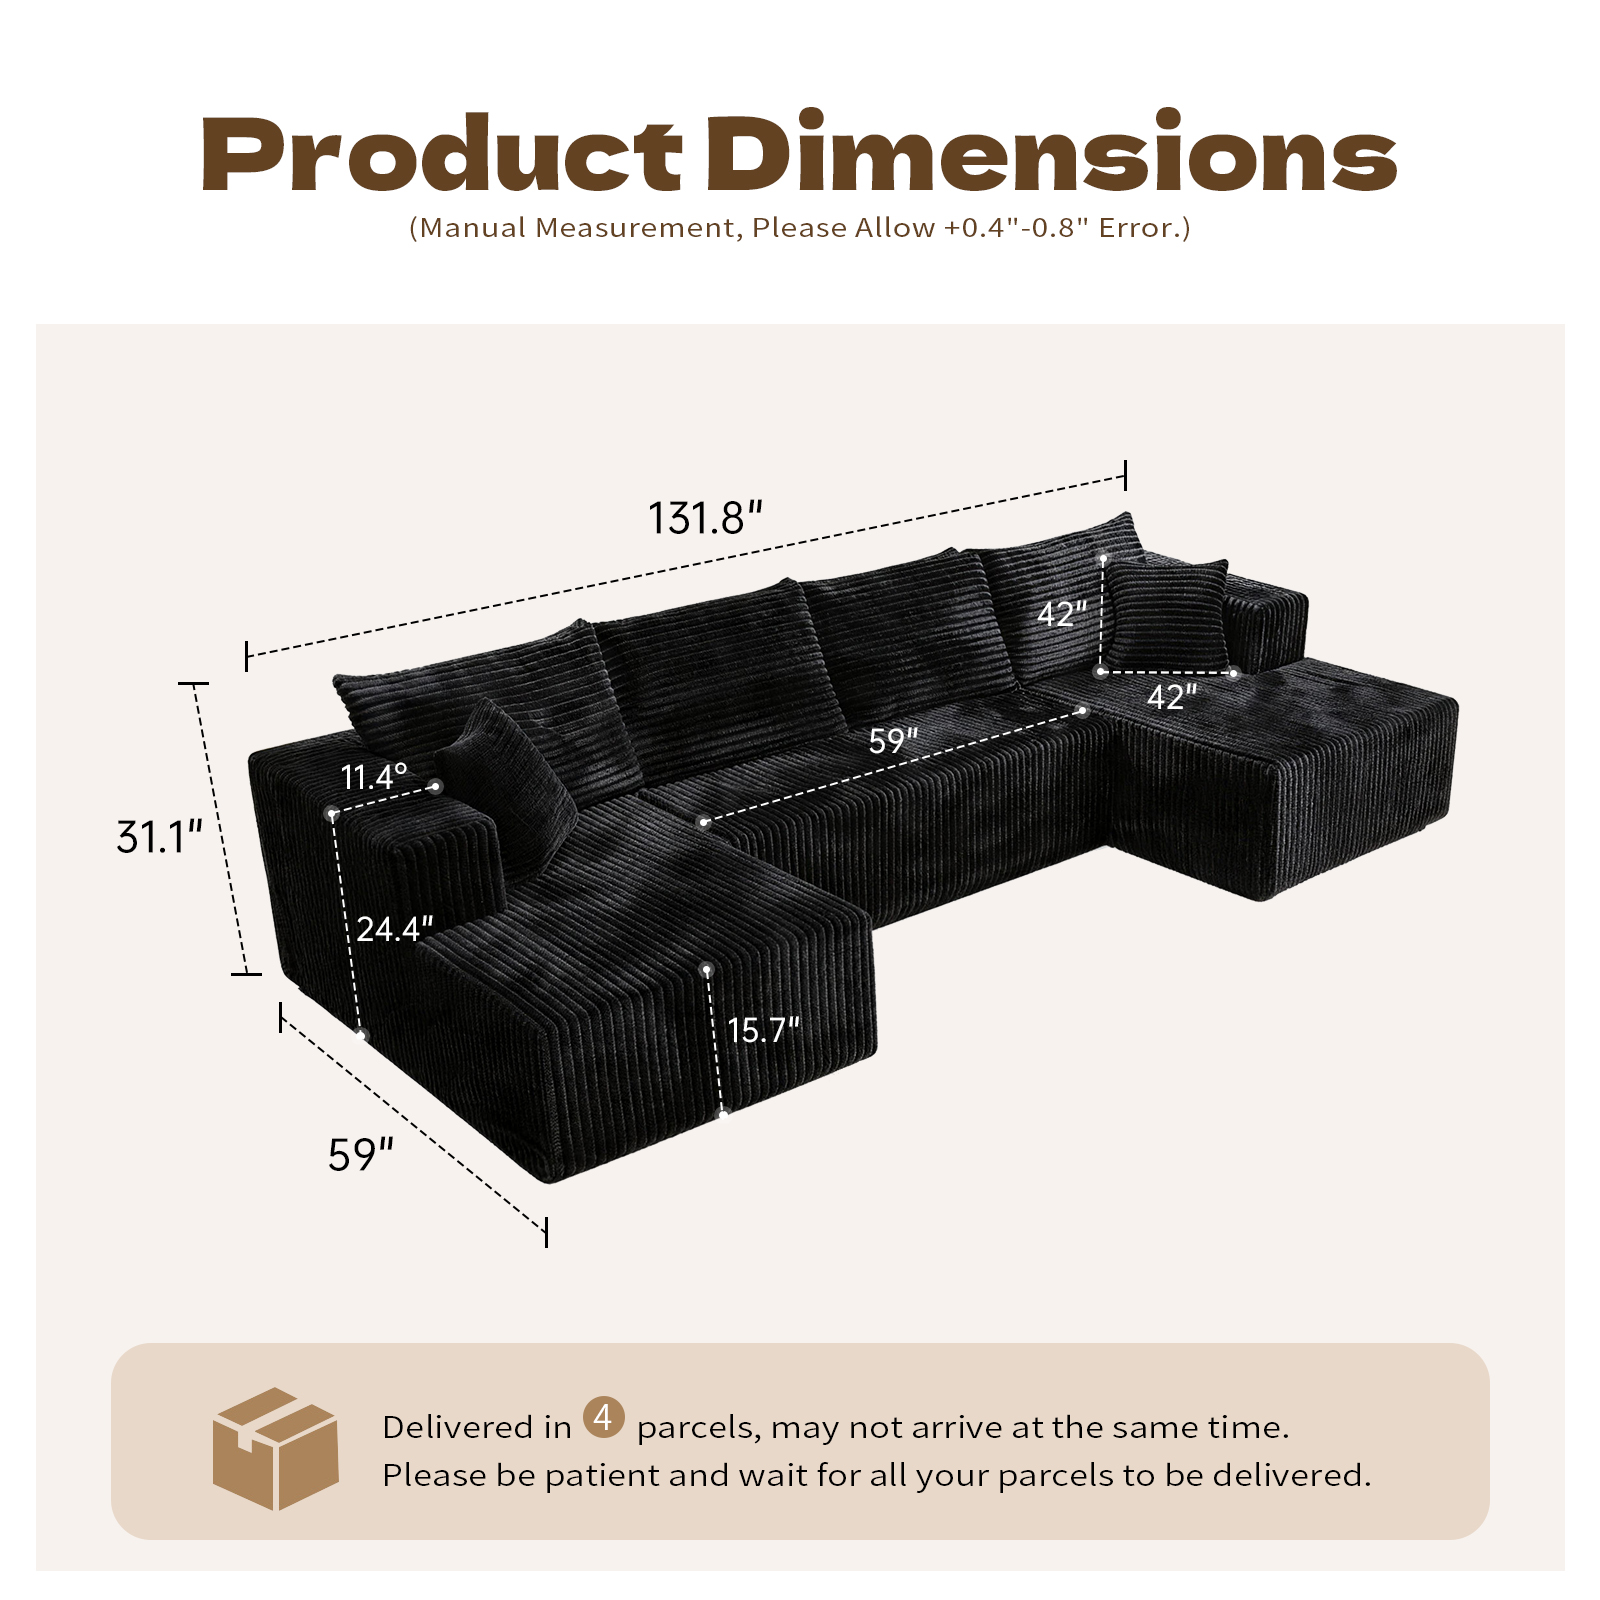 Product Dimensions
(Manual Measurement, Please Allow +0.4"-0.8" Error.)
131.8"
42"
42"
59"
11.4°
31.1"
24.4"
15.7"
59"
Delivered in 4 parcels, may not arrive at the same time.
Please be patient and wait for all your parcels to be delivered.